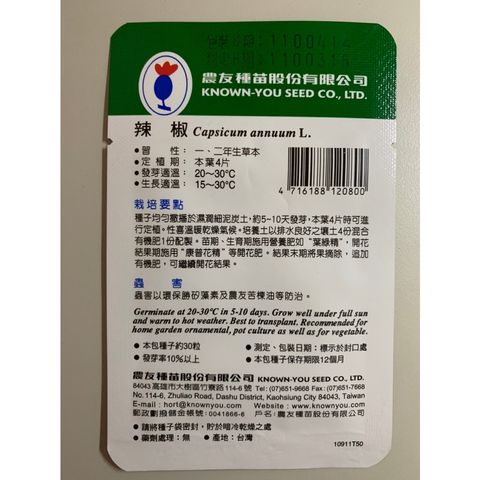 包裝日期:1100414
測定日期:1100315
農友種苗股份有限公司
KNOWN-YOU SEED CO., LTD.
辣 椒 Capsicum annuum L.
●習 性: 一、二年生草本
●定 植 期: 本葉4片
●發芽適溫: 20～30℃
●生長適溫: 15～30℃
4 716188 120800
栽培要點
種子均勻撒播於濕潤細泥炭土,約5~10天發芽,本葉4片時可進
行定植。性喜溫暖乾燥氣候。培養土以排水良好之壤土4份混合
有機肥1份配製。苗期、生育期施用營養肥如"葉綠精",開花
結果期施用"康普花精"等開花肥。結果末期將果摘除,追加
有機肥,可繼續開花結果。
蟲 害
蟲害以環保勝矽藻素及農友苦楝油等防治。
Germinate at 20-30°C in 5-10 days. Grow well under full sun
and warm to hot weather. Best to transplant. Recommended for
home garden ornamental, pot culture as well as for vegetable.
●本包種子約30粒 ●測定、包裝日期:標示於封口處
●發芽率10%以上 ●本包種子保存期限12個月
農友種苗股份有限公司 KNOWN-YOU SEED CO., LTD.
84043 高雄市大樹區竹寮路114-6號 Tel: (07)651-9668 Fax: (07)651-7668
No. 114-6, Zhuliao Road, Dashu District, Kaohsiung City 84043, Taiwan
E-mail : hort@knownyou.com Website : www.knownyou.com
郵政劃撥儲金帳號:0041866-6 戶名:農友種苗股份有限公司
●請將種子袋密封,貯於暗冷乾燥之處
●藥劑處理:無 ●產地:台灣
10911T50